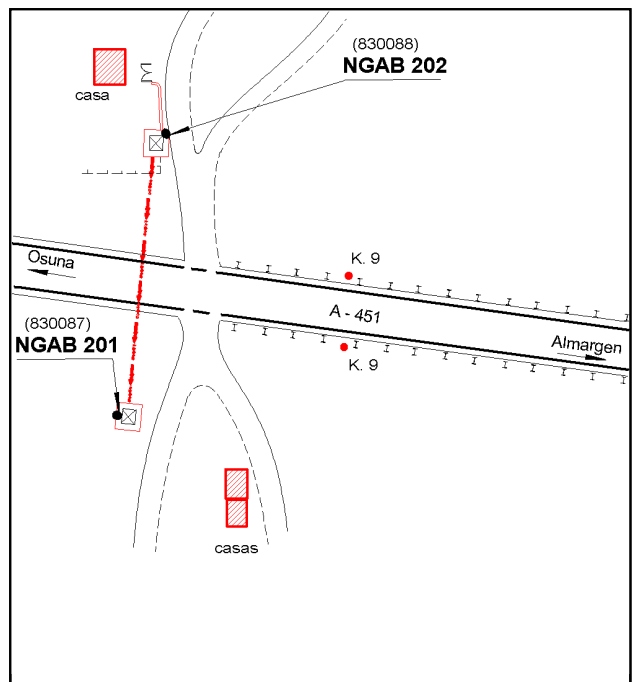 (830088)
NGAB 202
casa
Osuna
K. 9
A - 451
(830087)
NGAB 201
Almargen
K. 9
casas